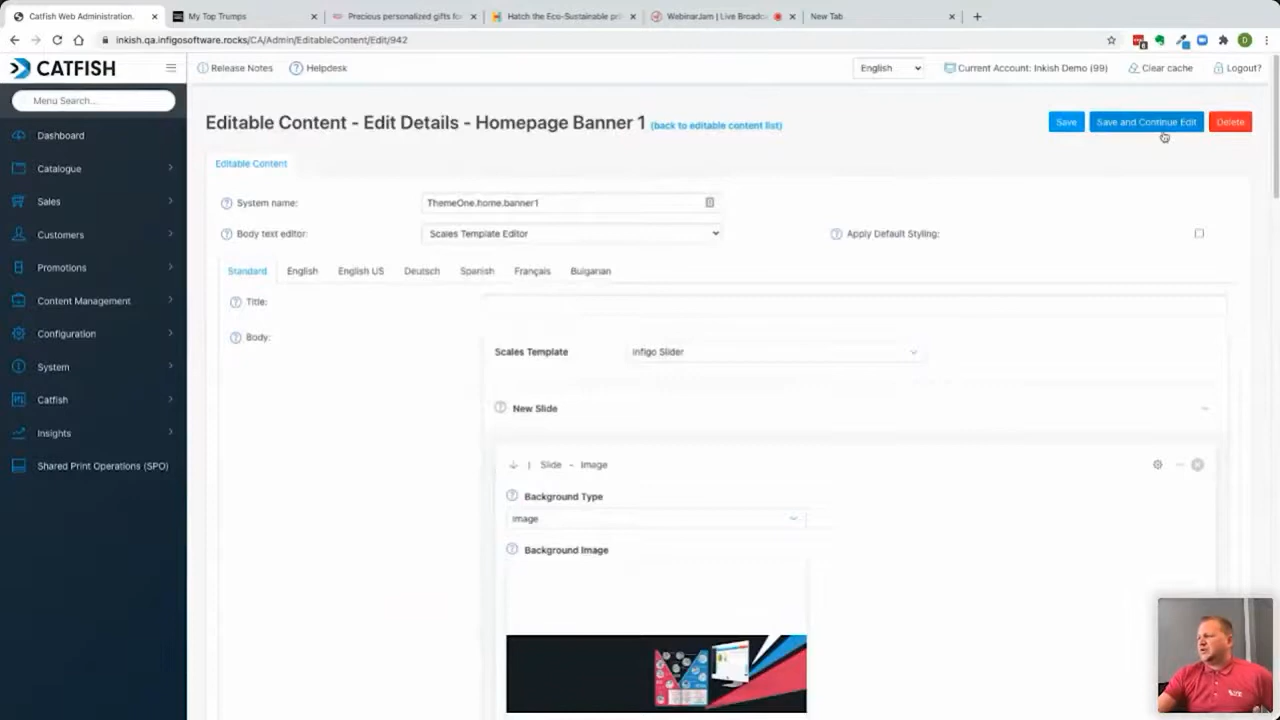 Catfish Web Administration.
My Top Trumps
Precious personalized gifts for
Hatch the Eco-Sustainable pri
WebinarJam | Live Broadc
New Tab
inkish.qa.infigosoftware.rocks/CA/Admin/EditableContent/Edit/942
D
CATFISH
Release Notes
Helpdesk
English
Current Account: Inkish Demo (99)
Clear cache
Logout?
Menu Search...
Dashboard
Catalogue
Sales
Customers
Promotions
Content Management
Configuration
System
Catfish
Insights
Shared Print Operations (SPO)
Editable Content - Edit Details - Homepage Banner 1 (back to editable content list)
Save
Save and Continue Edit
Delete
Editable Content
System name:
ThemeOne.home.banner1
Body text editor:
Scales Template Editor
Apply Default Styling:
Standard
English
English US
Deutsch
Spanish
Français
Bulgarian
Title:
Body:
Scales Template
Infigo Slider
New Slide
| Slide - Image
Background Type
Image
Background Image